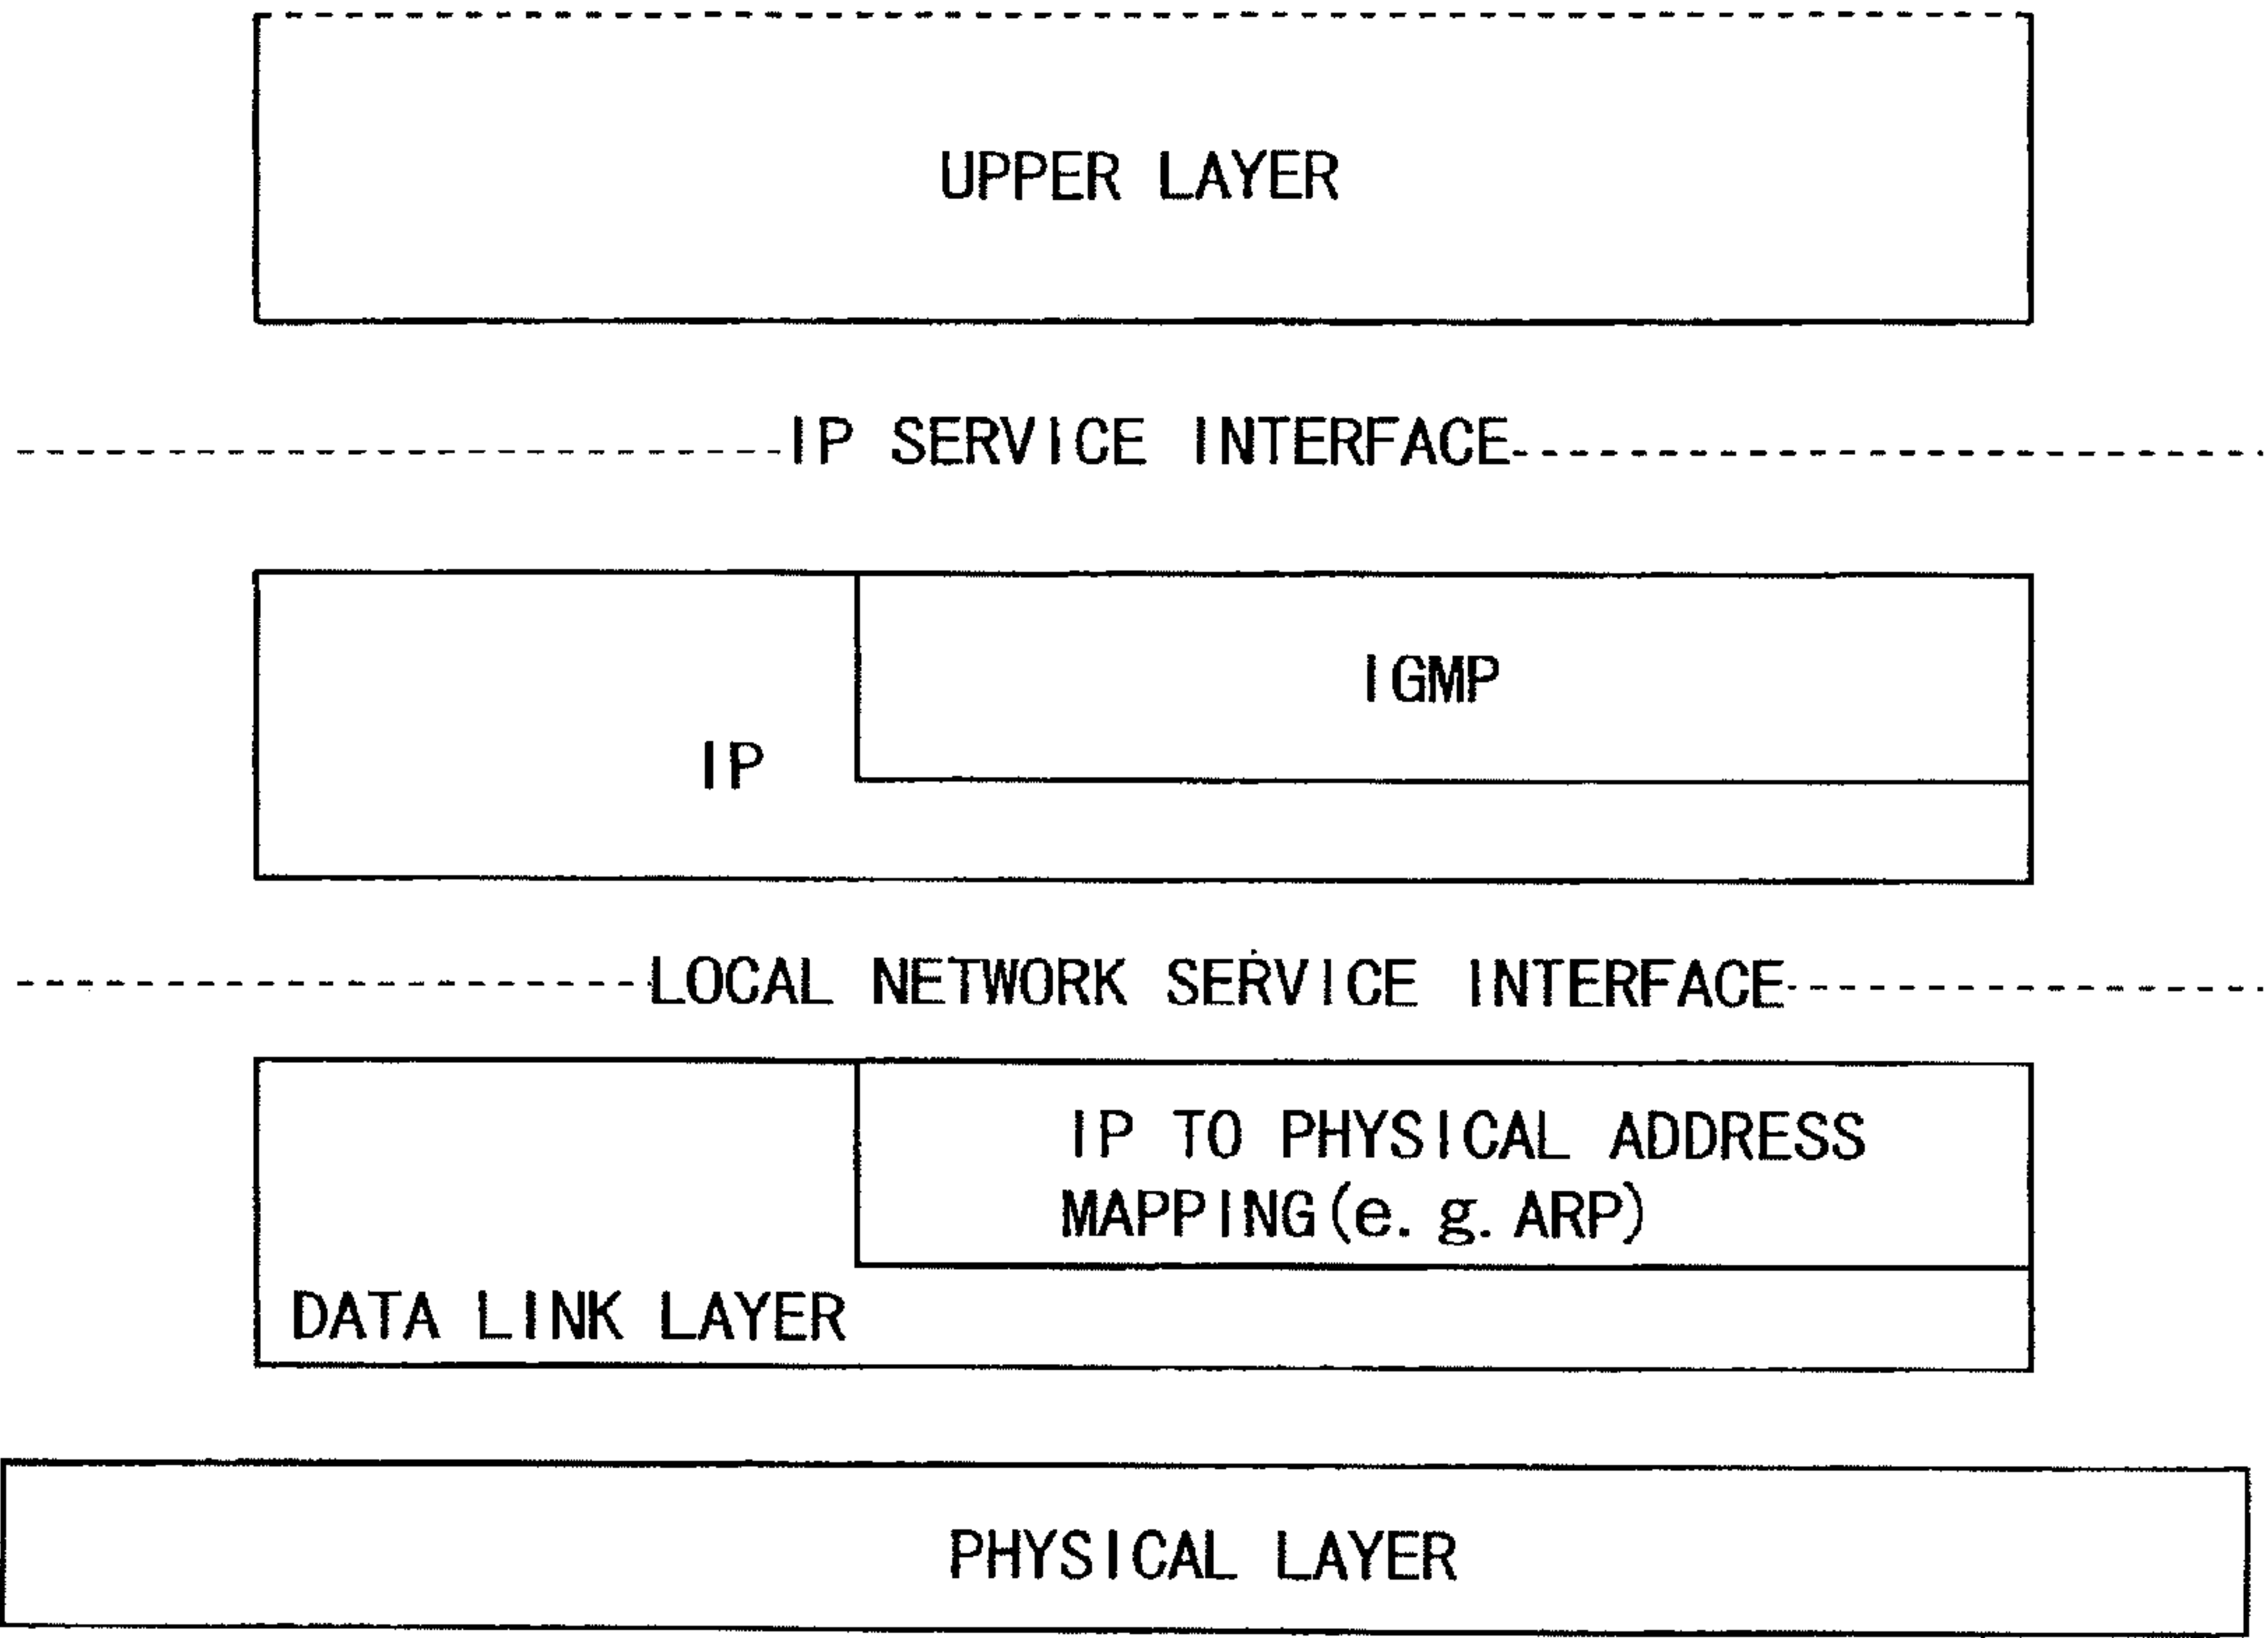 UPPER LAYER
IP SERVICE INTERFACE
IGMP
IP
LOCAL NETWORK SERVICE INTERFACE
IP TO PHYSICAL ADDRESS
MAPPING(e.g.ARP)
DATA LINK LAYER
PHYSICAL LAYER